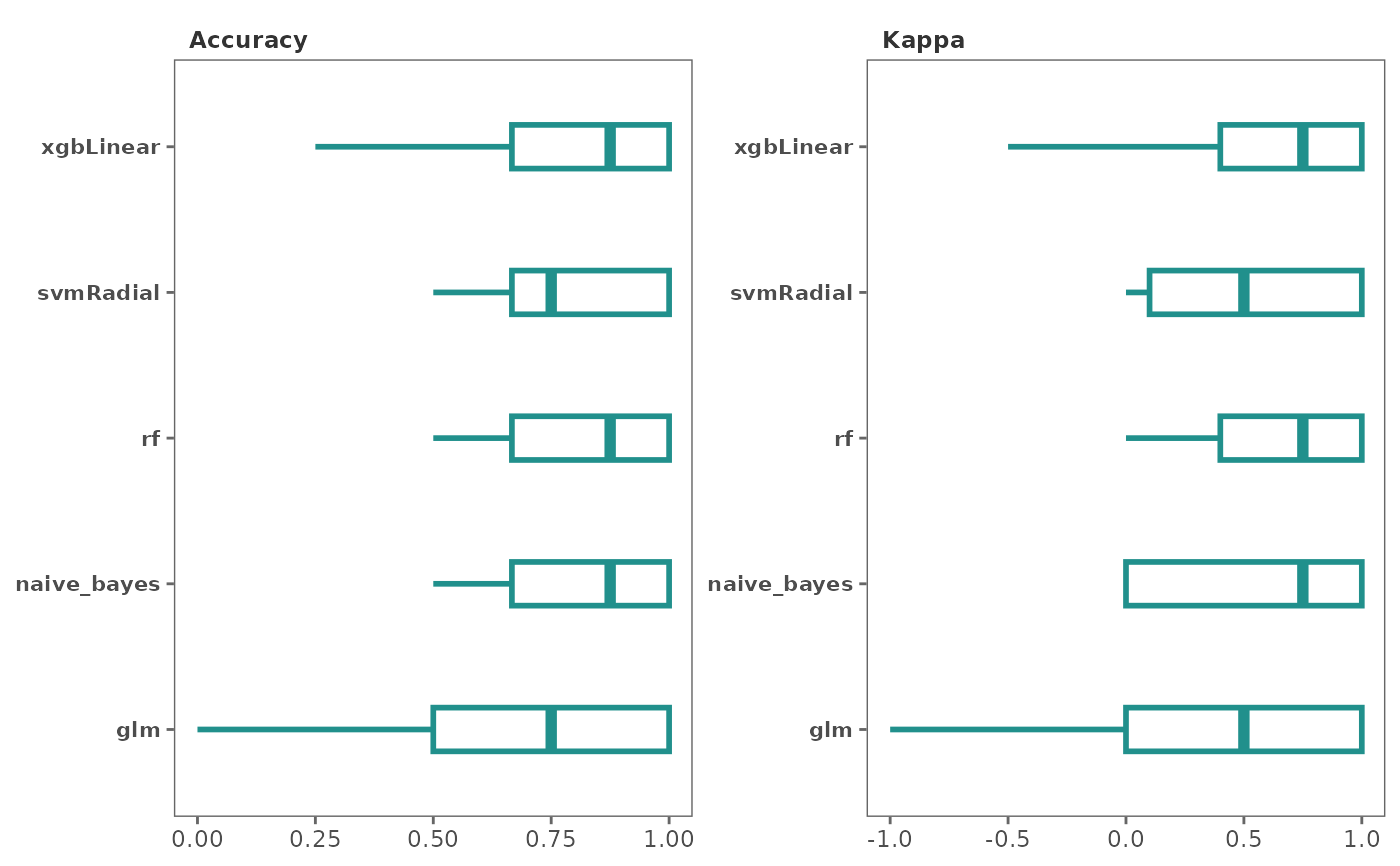 Accuracy
xgbLinear
svmRadial
rf
naive_bayes
glm
0.00 0.25 0.50 0.75 1.00
Kappa
xgbLinear
svmRadial
rf
naive_bayes
glm
-1.0 -0.5 0.0 0.5 1.0